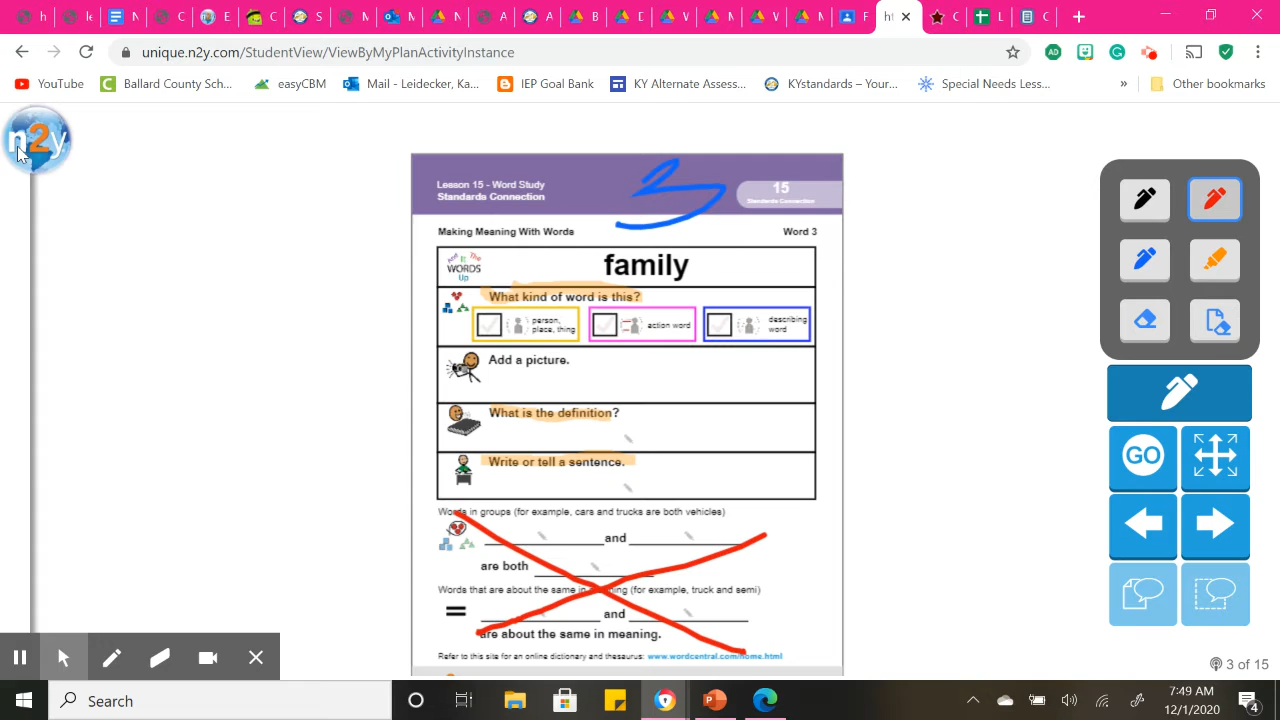 h
le
N
C
E
C
S
N
M
N
A
A
B
D
V
N
V
N
F
ht
C
L
C
unique.n2y.com/StudentView/ViewByMyPlanActivityInstance
YouTube
Ballard County Sch...
easyCBM
Mail - Leidecker, Ka...
IEP Goal Bank
KY Alternate Assess...
KYstandards – Your...
Special Needs Less...
»
Other bookmarks
n2y
Lesson 15 - Word Study
Standards Connection
15
Standards Connection
3
Making Meaning With Words
Word 3
WORDS
Up
family
What kind of word is this?
person, place, thing
action word
describing word
Add a picture.
What is the definition?
Write or tell a sentence.
Words in groups (for example, cars and trucks are both vehicles)
and
are both
Words that are about the same in meaning (for example, truck and semi)
= and
are about the same in meaning.
Refer to this site for an online dictionary and thesaurus: www.wordcentral.com/home.html
GO
3 of 15
Search
7:49 AM
12/1/2020
4